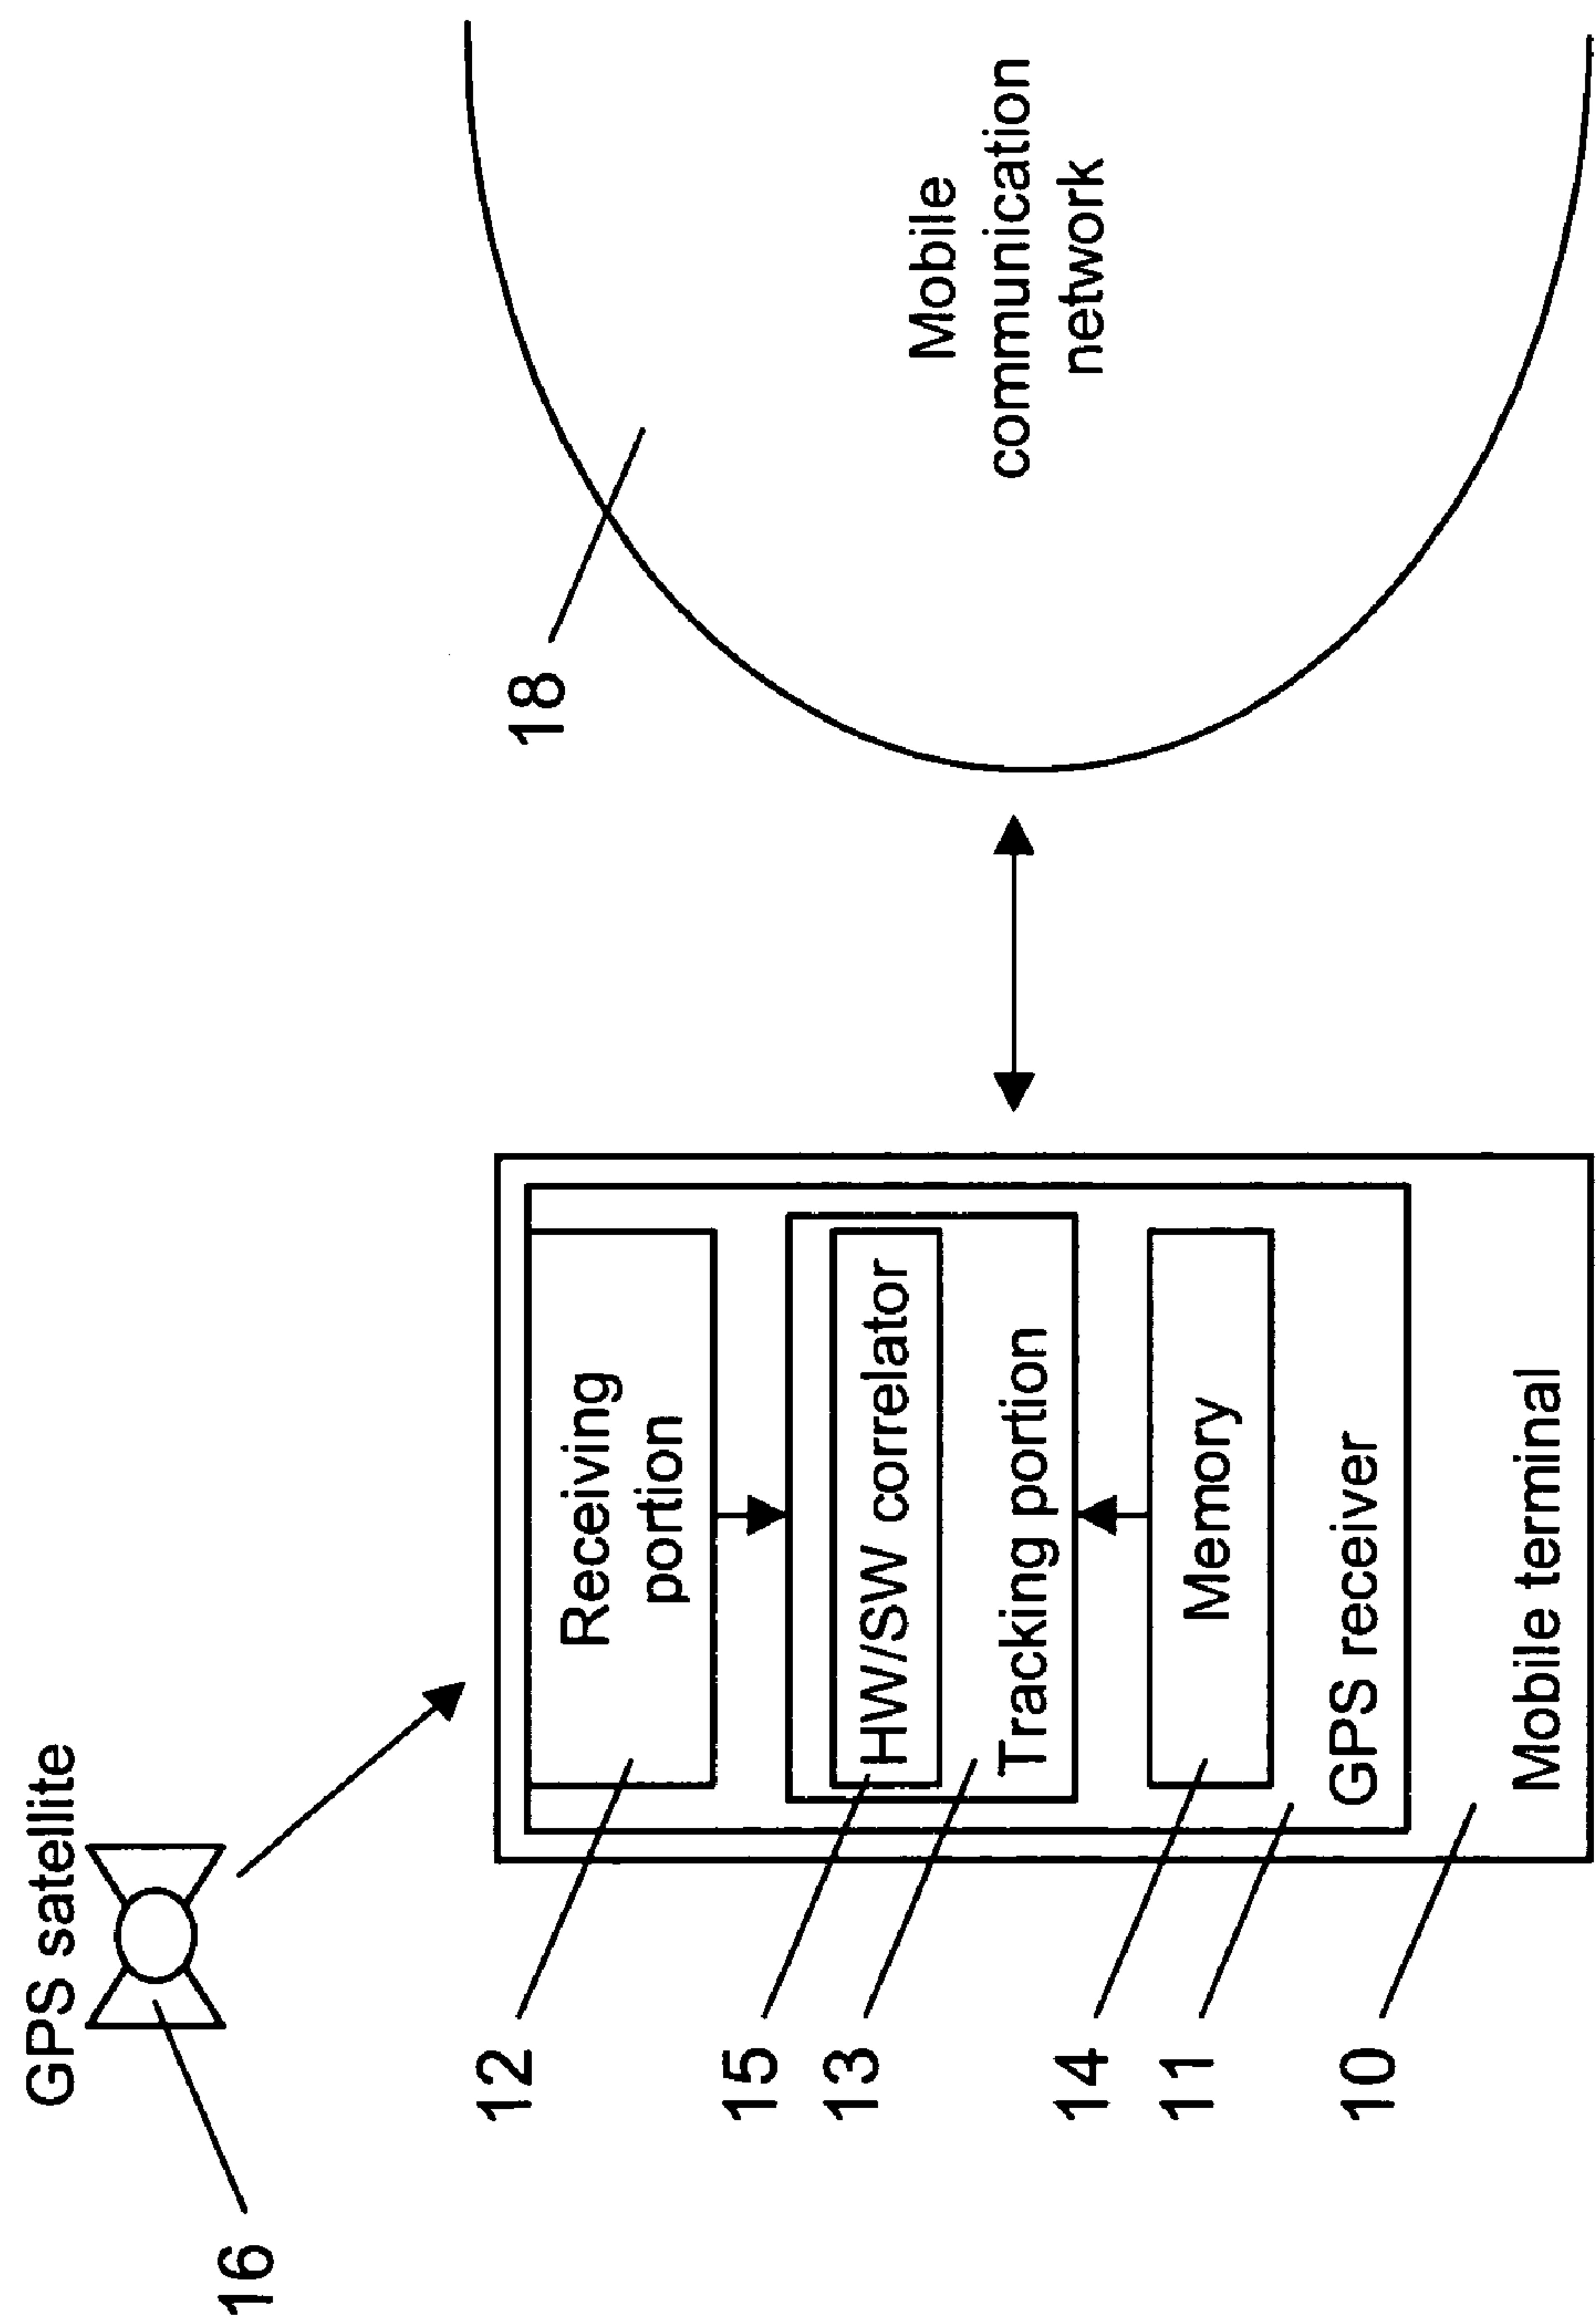 GPS satellite
16
18
Mobile
communication
network
12
Receiving
portion
15
HW/SW correlator
13
Tracking portion
14
Memory
11
GPS receiver
10
Mobile terminal